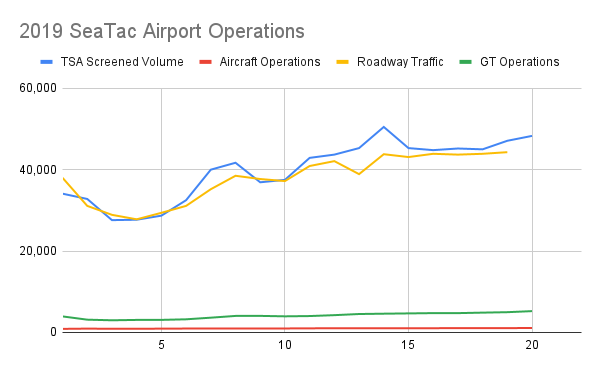 2019 SeaTac Airport Operations
TSA Screened Volume Aircraft Operations Roadway Traffic GT Operations
60,000
40,000
20,000
0
5 10 15 20